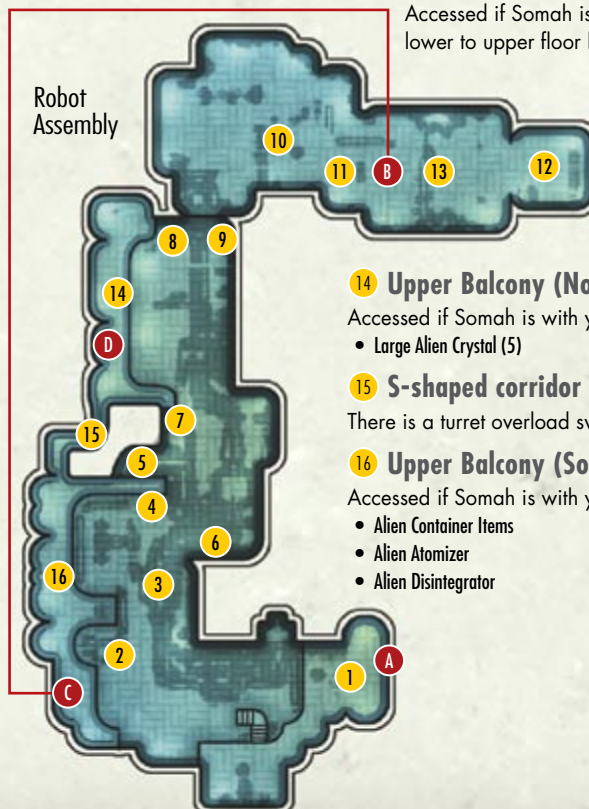 Accessed if Somah is
lower to upper floor
Robot
Assembly
10
11
B
13
12
8
9
14
D
7
15
5
4
6
16
3
2
C
1
A
14 Upper Balcony
Accessed if Somah is with
• Large Alien Crystal (5)
15 S-shaped corridor
There is a turret overload
16 Upper Balcony
Accessed if Somah is with
• Alien Container Items
• Alien Atomizer
• Alien Disintegrator